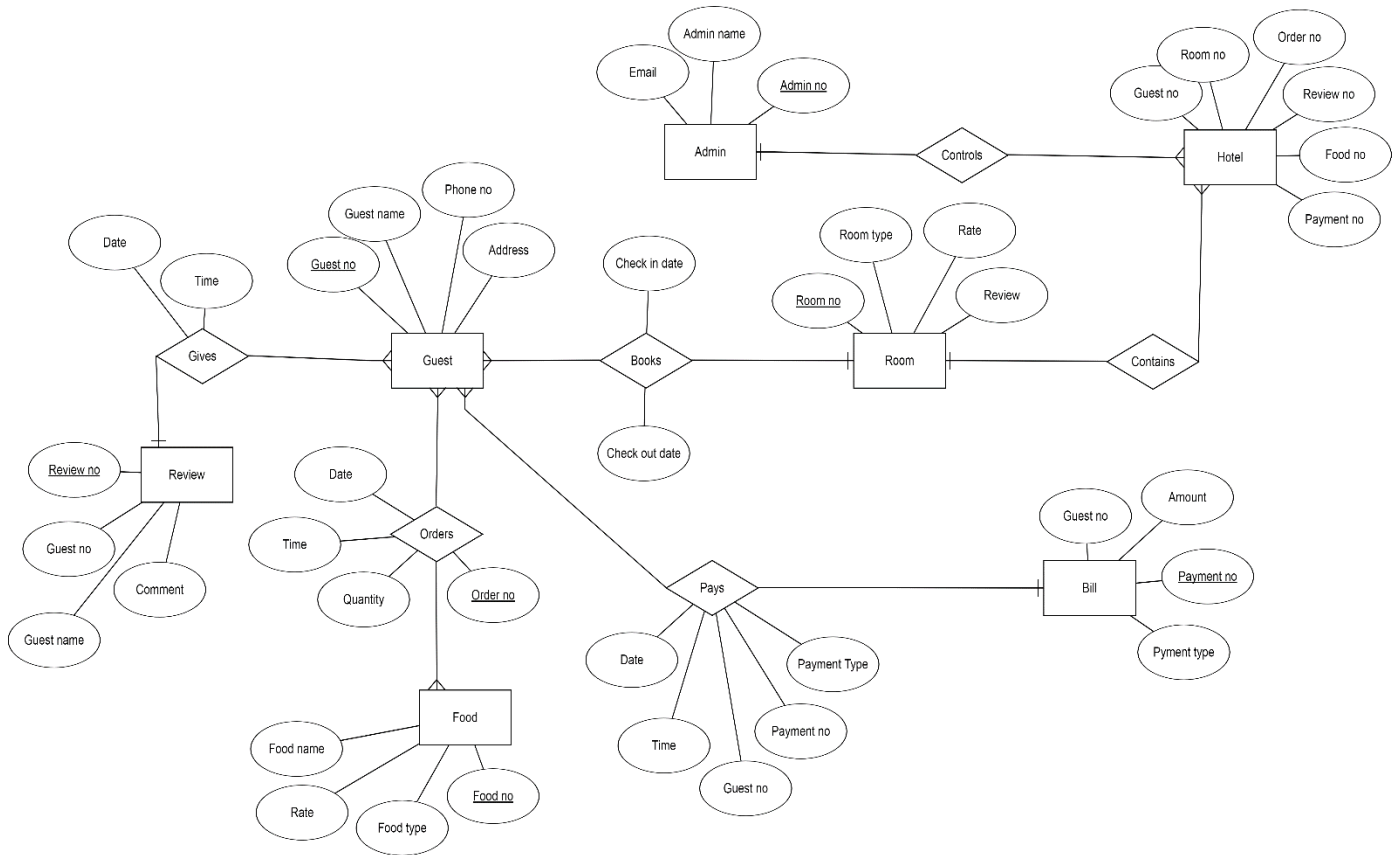 Admin name
Email
Admin no
Admin
Controls
Order no
Room no
Guest no
Review no
Hotel
Food no
Payment no
Phone no
Guest name
Address
Guest no
Guest
Date
Time
Gives
Check in date
Books
Check out date
Room type
Rate
Room no
Review
Room
Contains
Review no
Review
Guest no
Comment
Guest name
Date
Time
Orders
Quantity
Order no
Food
Food name
Rate
Food type
Food no
Pays
Date
Payment Type
Time
Payment no
Guest no
Guest no
Amount
Bill
Payment no
Pyment type